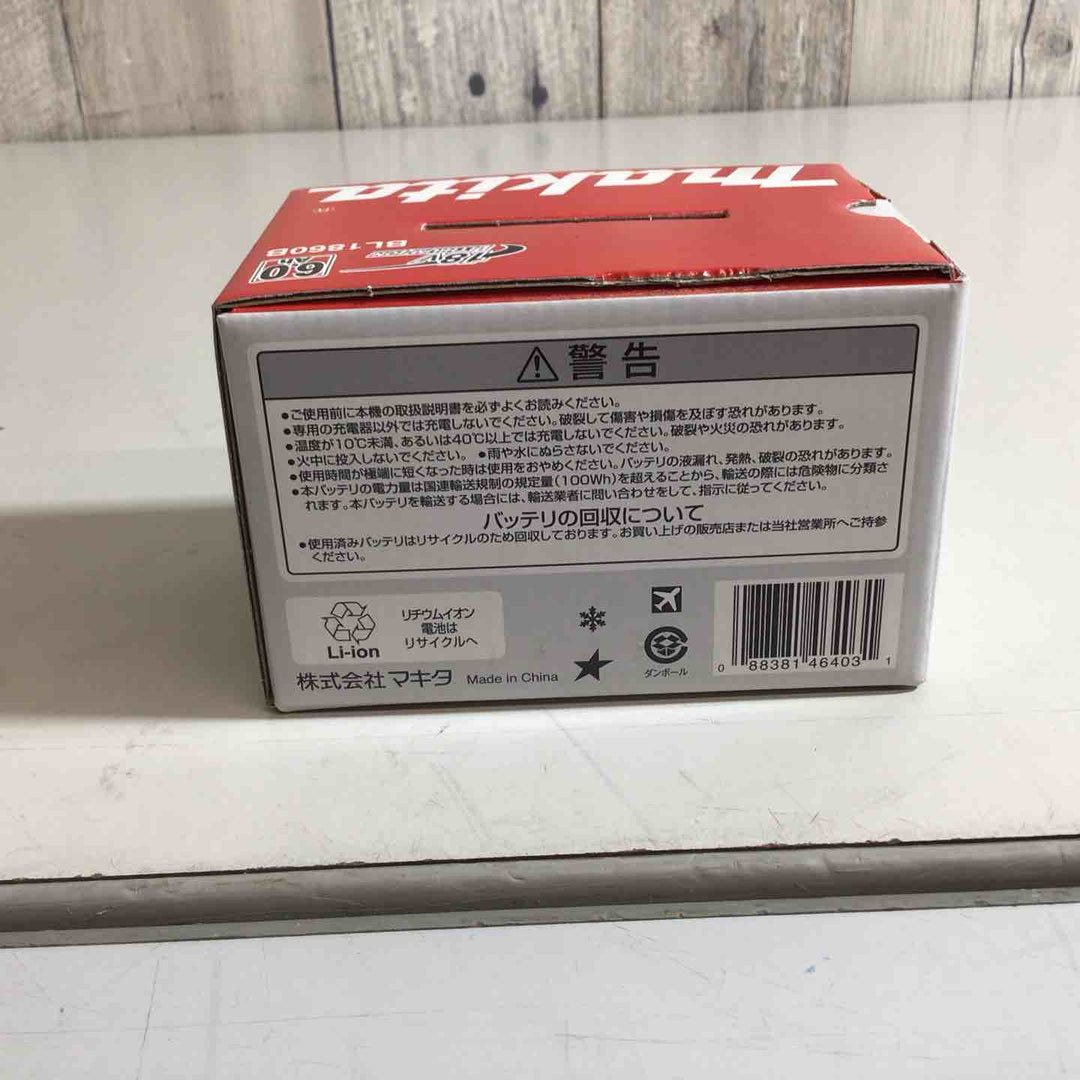 makita
18V
LITHIUM-ION
BL1860B
6.0
Ah
警告
●ご使用前に本機の取扱説明書を必ずよくお読みください。
●専用の充電器以外では充電しないでください。破裂して傷害や損傷を及ぼす恐れがあります。
●温度が10℃未満、あるいは40℃以上では充電しないでください。破裂や火災の恐れがあります。
●火中に投入しないでください。 ●雨や水にぬらさないでください。
●使用時間が極端に短くなった時は使用をおやめください。バッテリの液漏れ、発熱、破裂の恐れがあります。
●本バッテリの電力量は国連輸送規制の規定量(100Wh)を超えることから、輸送の際には危険物に分類さ
れます。本バッテリを輸送する場合には、輸送業者に問い合わせをして、指示に従ってください。
バッテリの回収について
●使用済みバッテリはリサイクルのため回収しております。お買い上げの販売店または当社営業所へご持参
ください。
リチウムイオン
電池は
リサイクルへ
Li-ion
株式会社マキタ Made in China
ダンボール
0 88381 46403 1